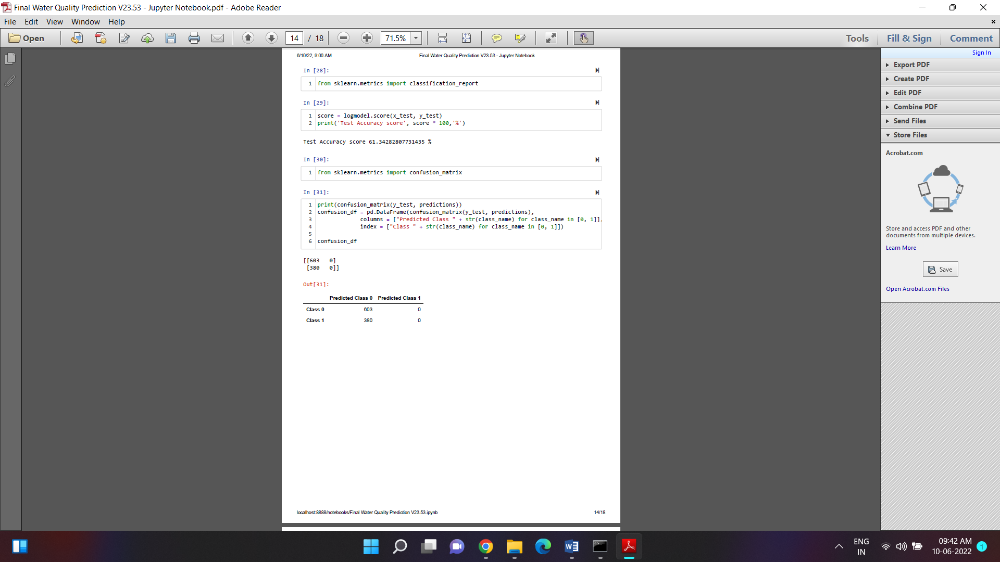 Final Water Quality Prediction V23.53 - Jupyter Notebook.pdf - Adobe Reader
File Edit View Window Help
Open 14 / 18 71.5% Tools Fill & Sign Comment
Sign In
Export PDF
Create PDF
Edit PDF
Combine PDF
Send Files
Store Files
Acrobat.com
Store and access PDF and other
documents from multiple devices.
Learn More
Save
Open Acrobat.com Files
6/10/22, 9:00 AM Final Water Quality Prediction V23.53 - Jupyter Notebook
In [28]:
1 from sklearn.metrics import classification_report
In [29]:
1 score = logmodel.score(x_test, y_test)
2 print('Test Accuracy score', score * 100,'%')
Test Accuracy score 61.34282807731435 %
In [30]:
1 from sklearn.metrics import confusion_matrix
In [31]:
1 print(confusion_matrix(y_test, predictions))
2 confusion_df = pd.DataFrame(confusion_matrix(y_test, predictions),
3 columns = ["Predicted Class " + str(class_name) for class_name in [0, 1]],
4 index = ["Class " + str(class_name) for class_name in [0, 1]])
5
6 confusion_df
[[603 0]
[380 0]]
Out[31]:
Predicted Class 0 Predicted Class 1
Class 0 603 0
Class 1 380 0
localhost:8888/notebooks/Final Water Quality Prediction V23.53.ipynb 14/18
ENG
IN
09:42 AM
10-06-2022
1